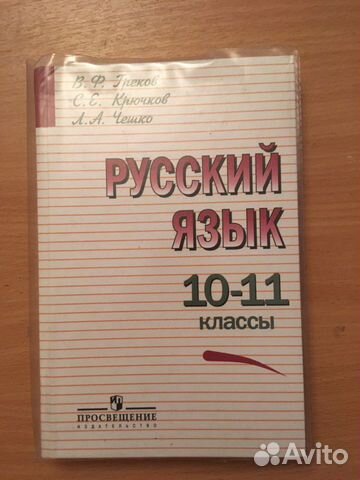 В. Ф. Греков
С. Е. Крючков
Л. А. Чешко
РУССКИЙ
ЯЗЫК
10-11
классы
ПРОСВЕЩЕНИЕ
ИЗДАТЕЛЬСТВО
Avito